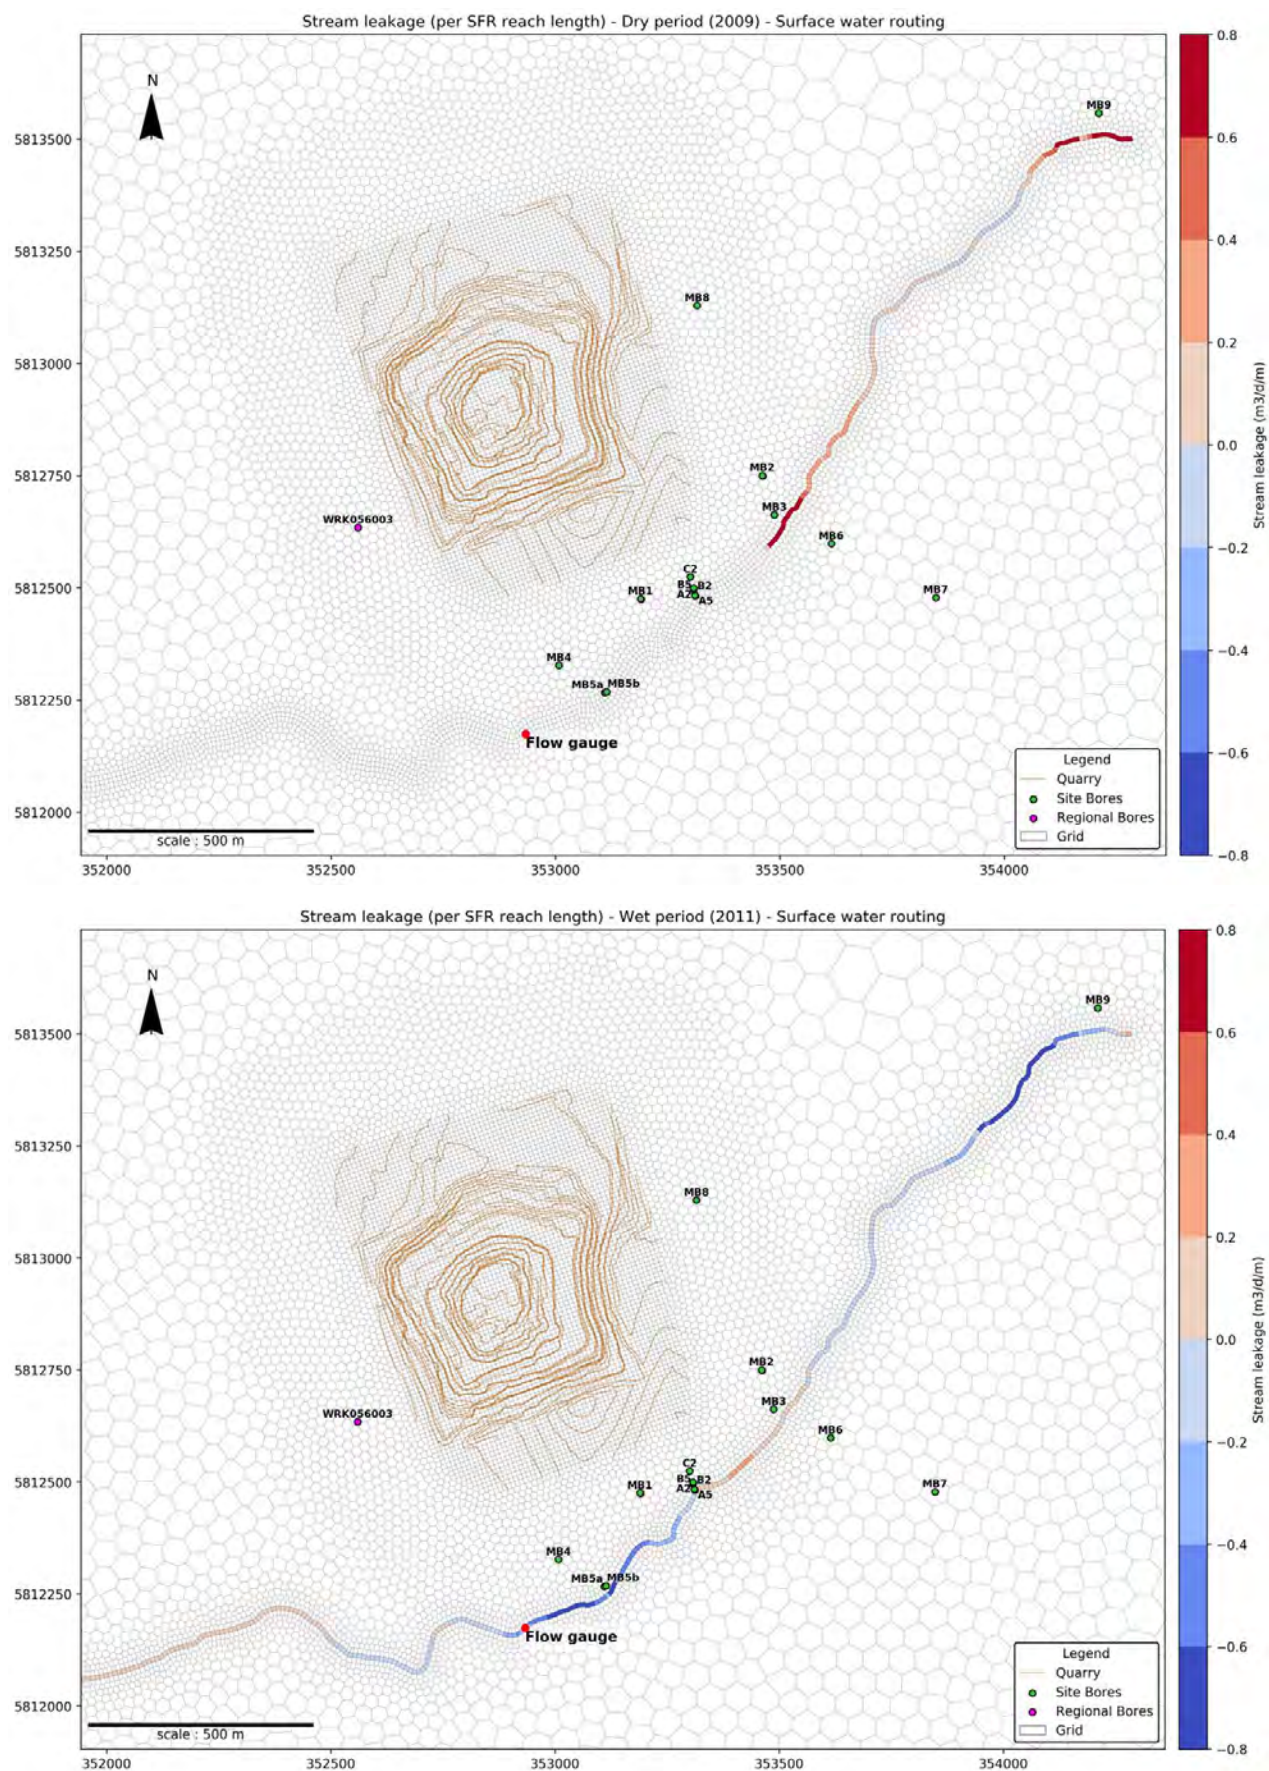 Stream leakage (per SFR reach length) - Dry period (2009) - Surface water routing
N
5813500
5813250
5813000
5812750
5812500
5812250
5812000
352000
352500
353000
353500
354000
MB9
MB8
MB2
MB3
WRK056003
MB6
C2
B5 B2
MB1
A2 A5
MB7
MB4
MB5a MB5b
Flow gauge
scale : 500 m
Legend
Quarry
Site Bores
Regional Bores
Grid
0.8
0.6
0.4
0.2
0.0
−0.2
−0.4
−0.6
−0.8
Stream leakage (m3/d/m)
Stream leakage (per SFR reach length) - Wet period (2011) - Surface water routing
N
5813500
5813250
5813000
5812750
5812500
5812250
5812000
352000
352500
353000
353500
354000
MB9
MB8
MB2
MB3
WRK056003
MB6
C2
B5 B2
MB1
A2 A5
MB7
MB4
MB5a MB5b
Flow gauge
scale : 500 m
Legend
Quarry
Site Bores
Regional Bores
Grid
0.8
0.6
0.4
0.2
0.0
−0.2
−0.4
−0.6
−0.8
Stream leakage (m3/d/m)